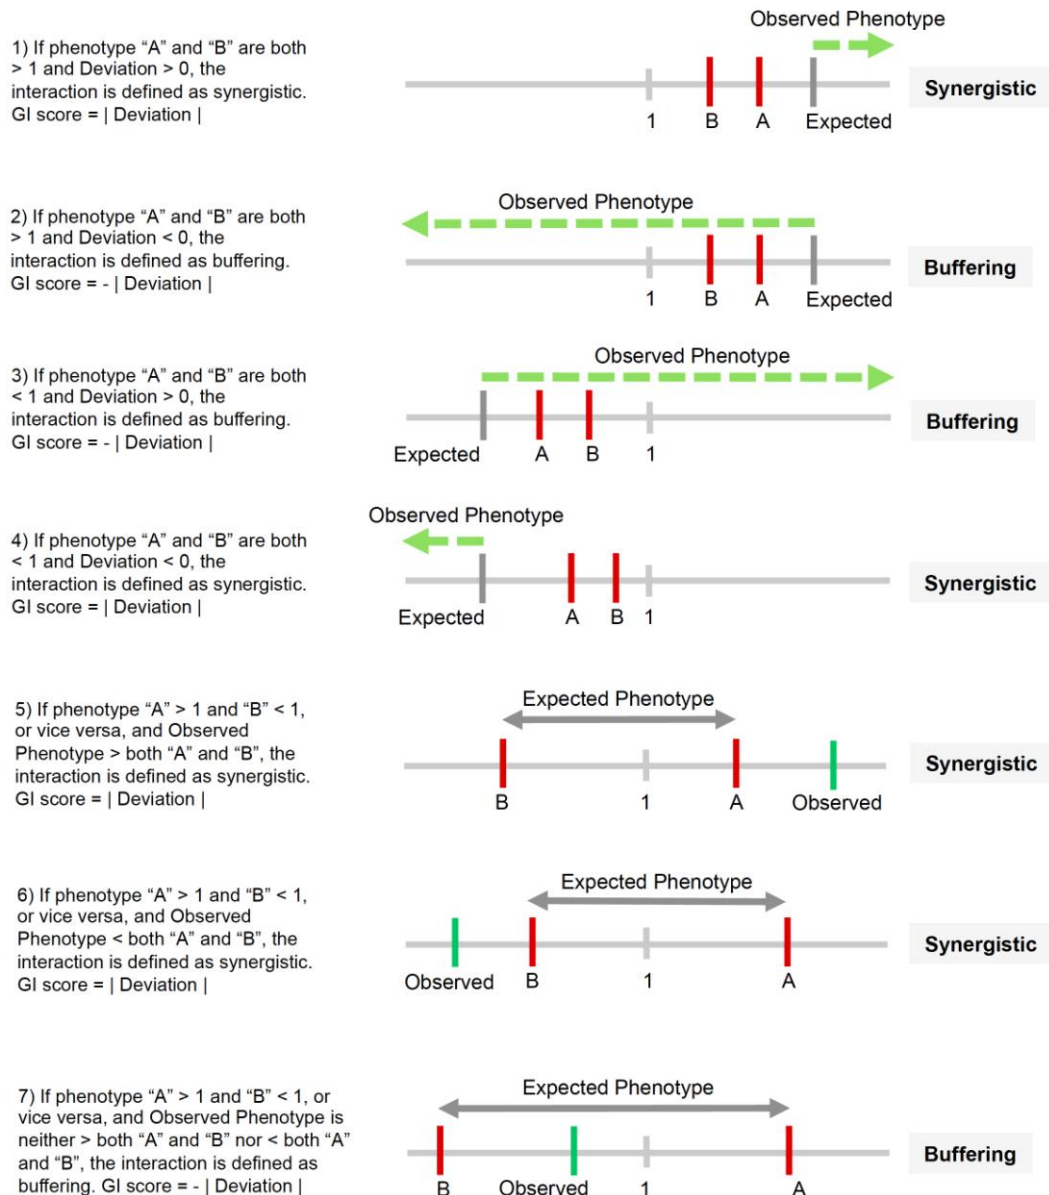 1) If phenotype “A” and “B” are both
> 1 and Deviation > 0, the
interaction is defined as synergistic.
GI score = | Deviation |
Observed Phenotype
1
B
A
Expected
Synergistic
2) If phenotype “A” and “B” are both
> 1 and Deviation < 0, the
interaction is defined as buffering.
GI score = - | Deviation |
Observed Phenotype
1
B
A
Expected
Buffering
3) If phenotype “A” and “B” are both
< 1 and Deviation > 0, the
interaction is defined as buffering.
GI score = - | Deviation |
Observed Phenotype
Expected
A
B
1
Buffering
4) If phenotype “A” and “B” are both
< 1 and Deviation < 0, the
interaction is defined as synergistic.
GI score = | Deviation |
Observed Phenotype
Expected
A
B
1
Synergistic
5) If phenotype “A” > 1 and “B” < 1,
or vice versa, and Observed
Phenotype > both “A” and “B”, the
interaction is defined as synergistic.
GI score = | Deviation |
Expected Phenotype
B
1
A
Observed
Synergistic
6) If phenotype “A” > 1 and “B” < 1,
or vice versa, and Observed
Phenotype < both “A” and “B”, the
interaction is defined as synergistic.
GI score = | Deviation |
Expected Phenotype
Observed
B
1
A
Synergistic
7) If phenotype “A” > 1 and “B” < 1, or
vice versa, and Observed Phenotype is
neither > both “A” and “B” nor < both “A”
and “B”, the interaction is defined as
buffering. GI score = - | Deviation |
Expected Phenotype
B
Observed
1
A
Buffering